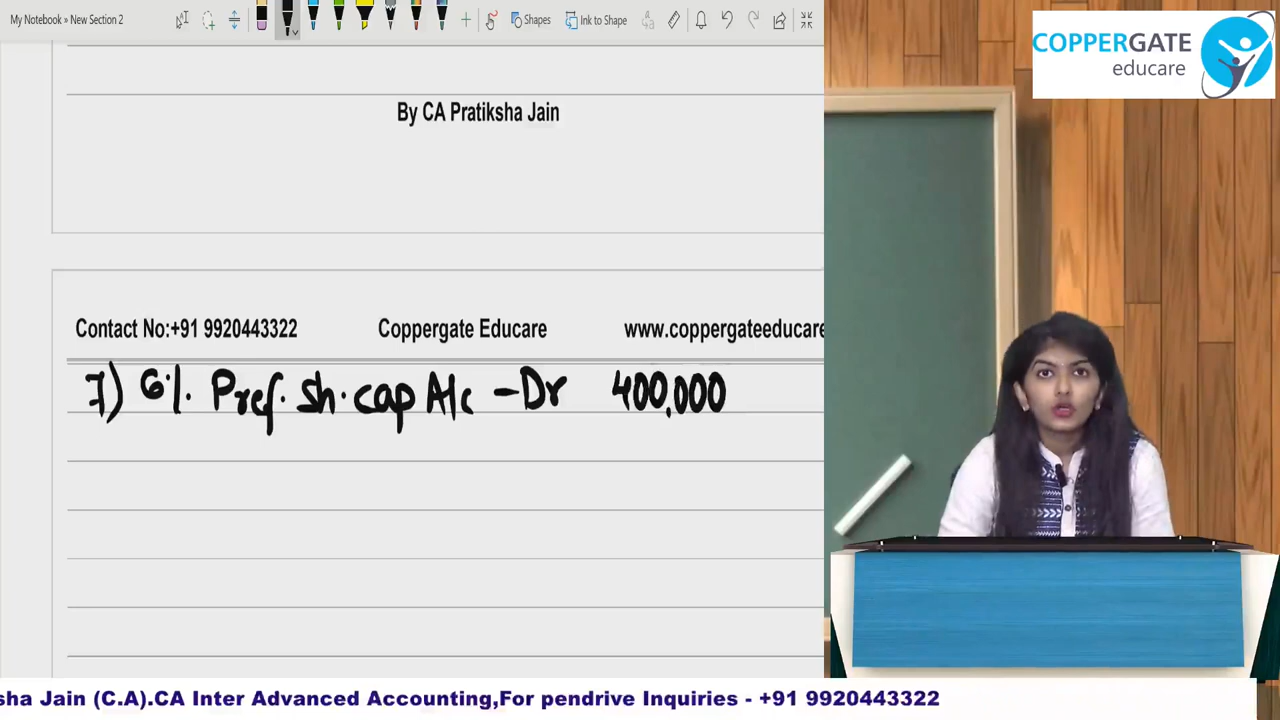 My Notebook » New Section 2
Shapes
Ink to Shape
COPPERGATE
educare
By CA Pratiksha Jain
Contact No:+91 9920443322 Coppergate Educare www.coppergateeducare
7) 6%. Pref. sh. cap A/c - Dr 400,000
sha Jain (C.A).CA Inter Advanced Accounting,For pendrive Inquiries - +91 9920443322